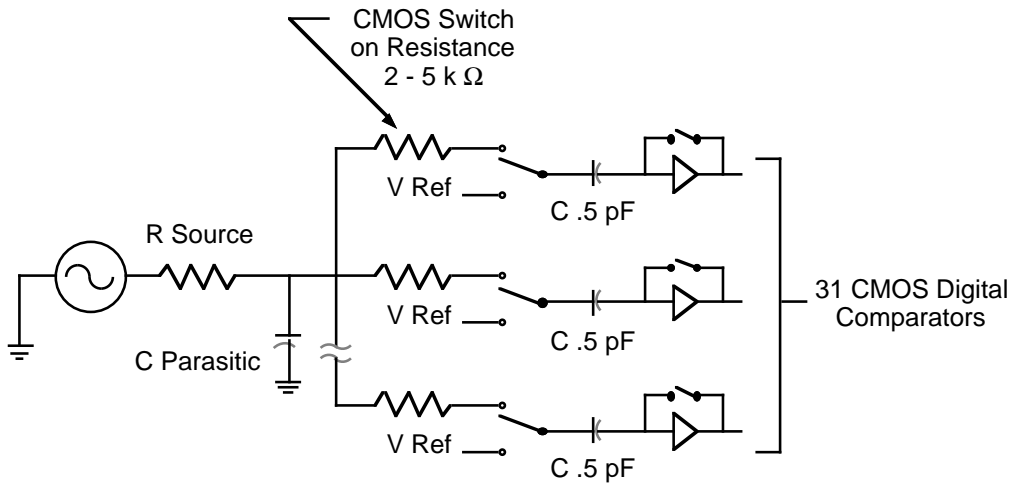 CMOS Switch
on Resistance
2 - 5 k Ω
V Ref
C .5 pF
R Source
V Ref
C .5 pF
31 CMOS Digital
Comparators
C Parasitic
V Ref
C .5 pF